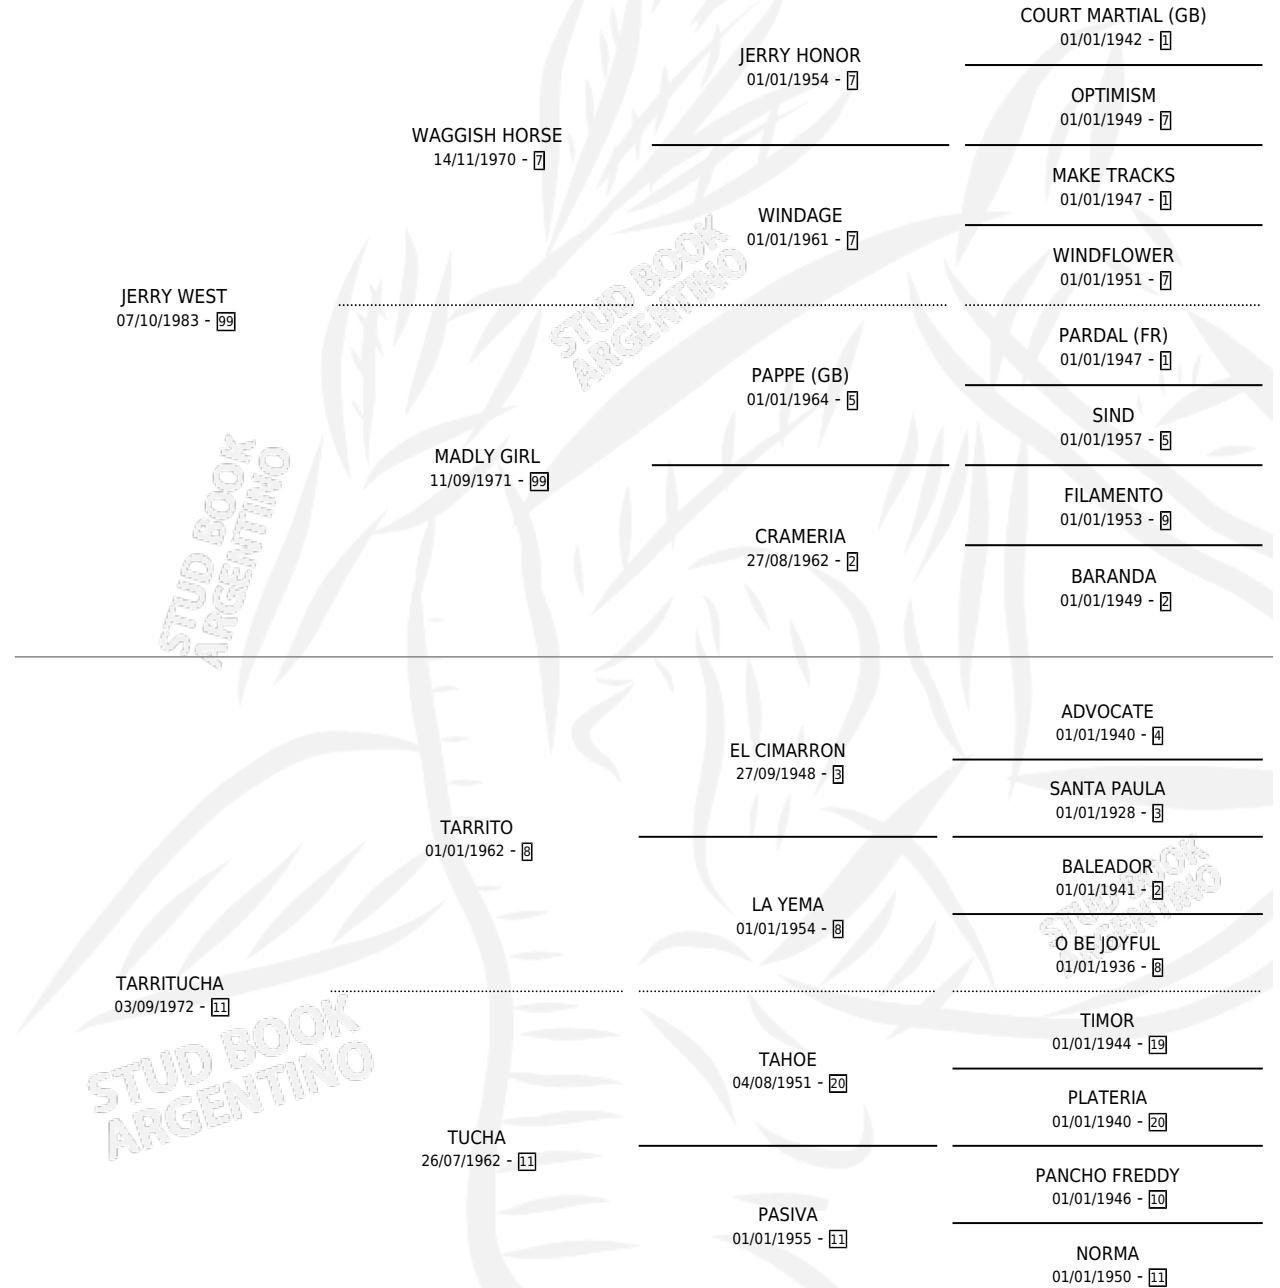 COURT MARTIAL (GB)
01/01/1942 - 1
JERRY HONOR
01/01/1954 - 7
OPTIMISM
01/01/1949 - 7
WAGGISH HORSE
14/11/1970 - 7
MAKE TRACKS
01/01/1947 - 1
WINDAGE
01/01/1961 - 7
WINDFLOWER
01/01/1951 - 7
STUD BOOK
ARGENTINO
JERRY WEST
07/10/1983 - 99
PARDAL (FR)
01/01/1947 - 1
PAPPE (GB)
01/01/1964 - 5
SIND
01/01/1957 - 5
MADLY GIRL
11/09/1971 - 99
FILAMENTO
01/01/1953 - 9
CRAMERIA
27/08/1962 - 2
BARANDA
01/01/1949 - 2
STUD BOOK
ARGENTINO
ADVOCATE
01/01/1940 - 4
EL CIMARRON
27/09/1948 - 3
SANTA PAULA
01/01/1928 - 3
TARRITO
01/01/1962 - 8
BALEADOR
01/01/1941 - 2
LA YEMA
01/01/1954 - 8
O BE JOYFUL
01/01/1936 - 8
STUD BOOK
ARGENTINO
TARRITUCHA
03/09/1972 - 11
TIMOR
01/01/1944 - 19
TAHOE
04/08/1951 - 20
PLATERIA
01/01/1940 - 20
STUD BOOK
ARGENTINO
TUCHA
26/07/1962 - 11
PANCHO FREDDY
01/01/1946 - 10
PASIVA
01/01/1955 - 11
NORMA
01/01/1950 - 11